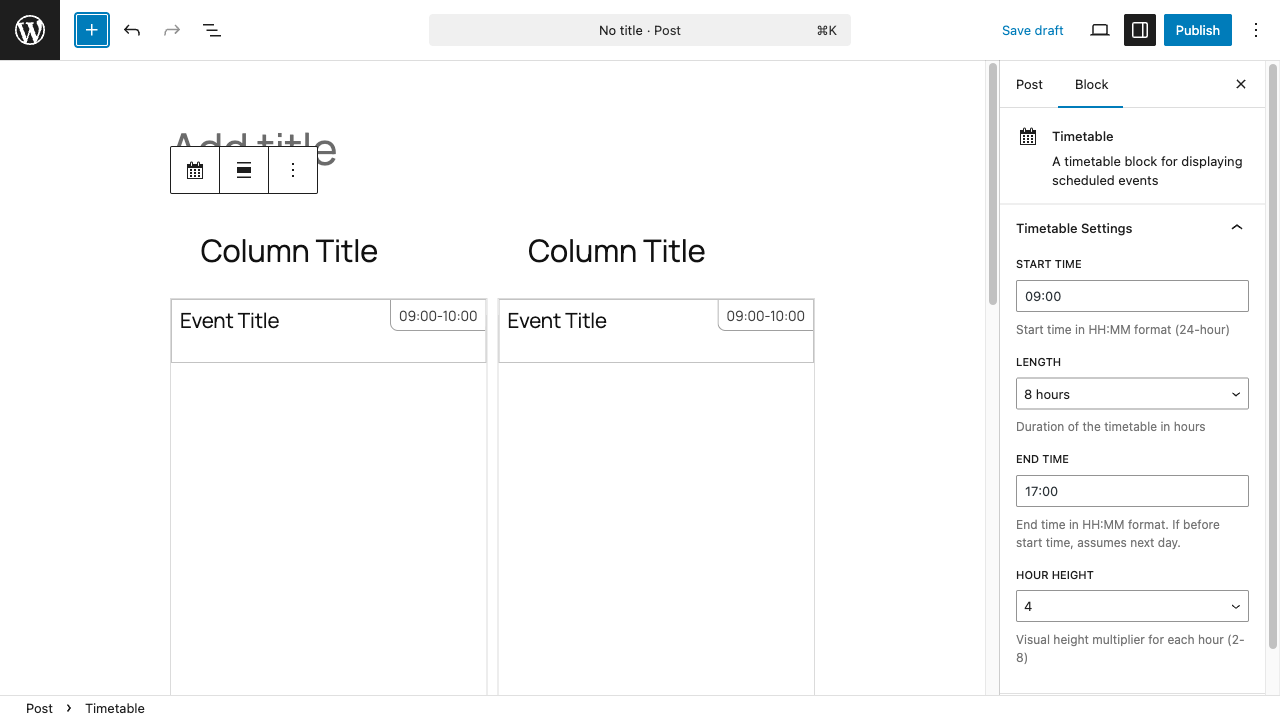 No title · Post
⌘K
Save draft
Publish
Add title
Column Title
Column Title
Event Title
09:00-10:00
Event Title
09:00-10:00
Post
Block
Timetable
A timetable block for displaying
scheduled events
Timetable Settings
START TIME
09:00
Start time in HH:MM format (24-hour)
LENGTH
8 hours
Duration of the timetable in hours
END TIME
17:00
End time in HH:MM format. If before
start time, assumes next day.
HOUR HEIGHT
4
Visual height multiplier for each hour (2-
8)
Post
Timetable